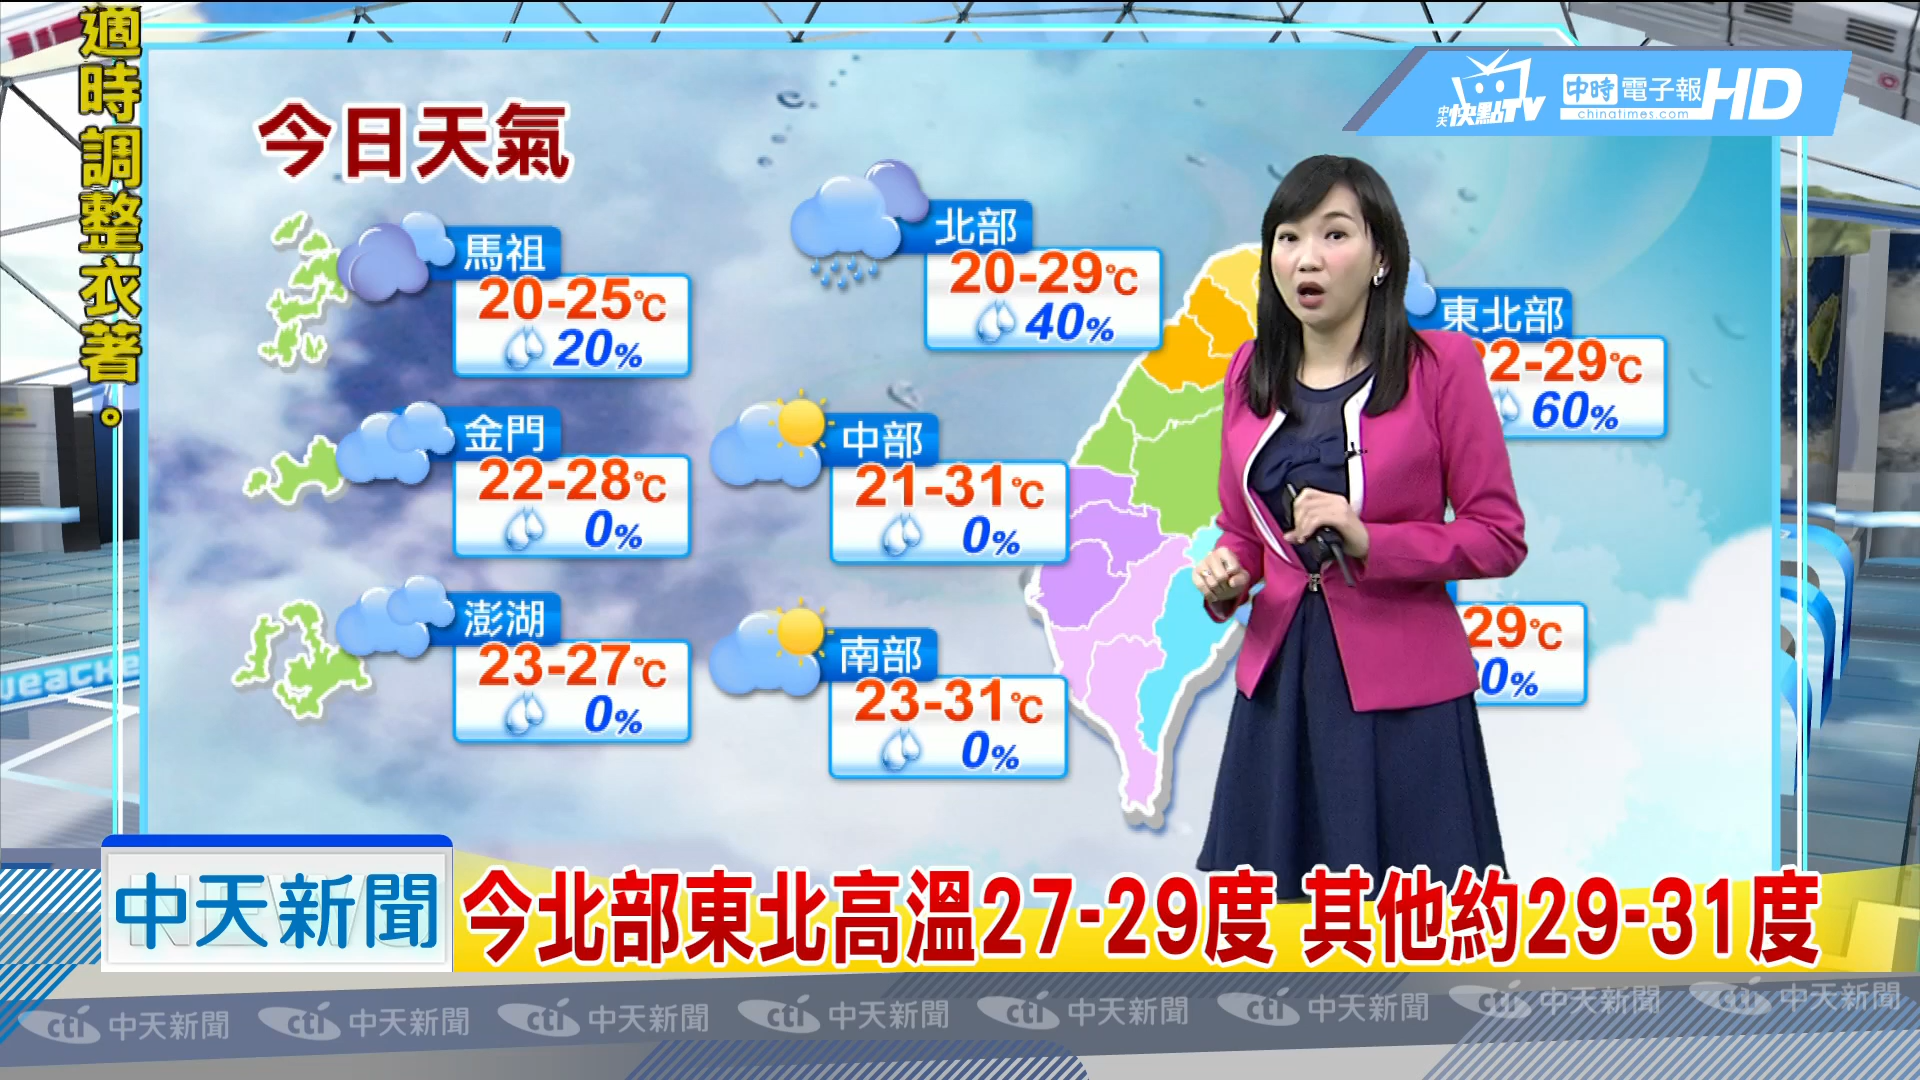 適時調整衣著。
中天快點TV
中時電子報HD
chinatimes.com
今日天氣
馬祖
20-25℃
20%
金門
22-28℃
0%
澎湖
23-27℃
0%
北部
20-29℃
40%
中部
21-31℃
0%
南部
23-31℃
0%
東北部
22-29℃
60%
29℃
0%
中天新聞
今北部東北高溫27-29度 其他約29-31度
cti 中天新聞 cti 中天新聞 cti 中天新聞 cti 中天新聞 cti 中天新聞 cti 中天新聞 cti 中天新聞 cti 中天新聞